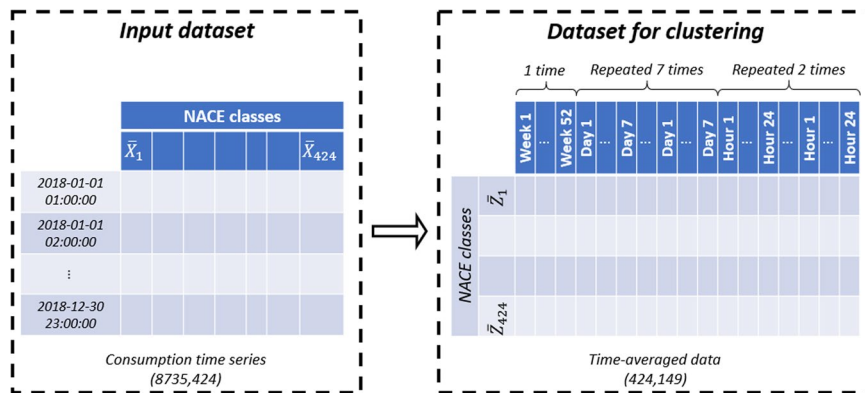 Input dataset
NACE classes
X̄₁
X̄₄₂₄
2018-01-01
01:00:00
2018-01-01
02:00:00
⋮
2018-12-30
23:00:00
Consumption time series
(8735,424)
Dataset for clustering
1 time
Repeated 7 times
Repeated 2 times
Week 1
...
Week 52
Day 1
...
Day 7
...
Day 1
...
Day 7
Hour 1
...
Hour 24
...
Hour 1
...
Hour 24
NACE classes
Z̄₁
Z̄₄₂₄
Time-averaged data
(424,149)